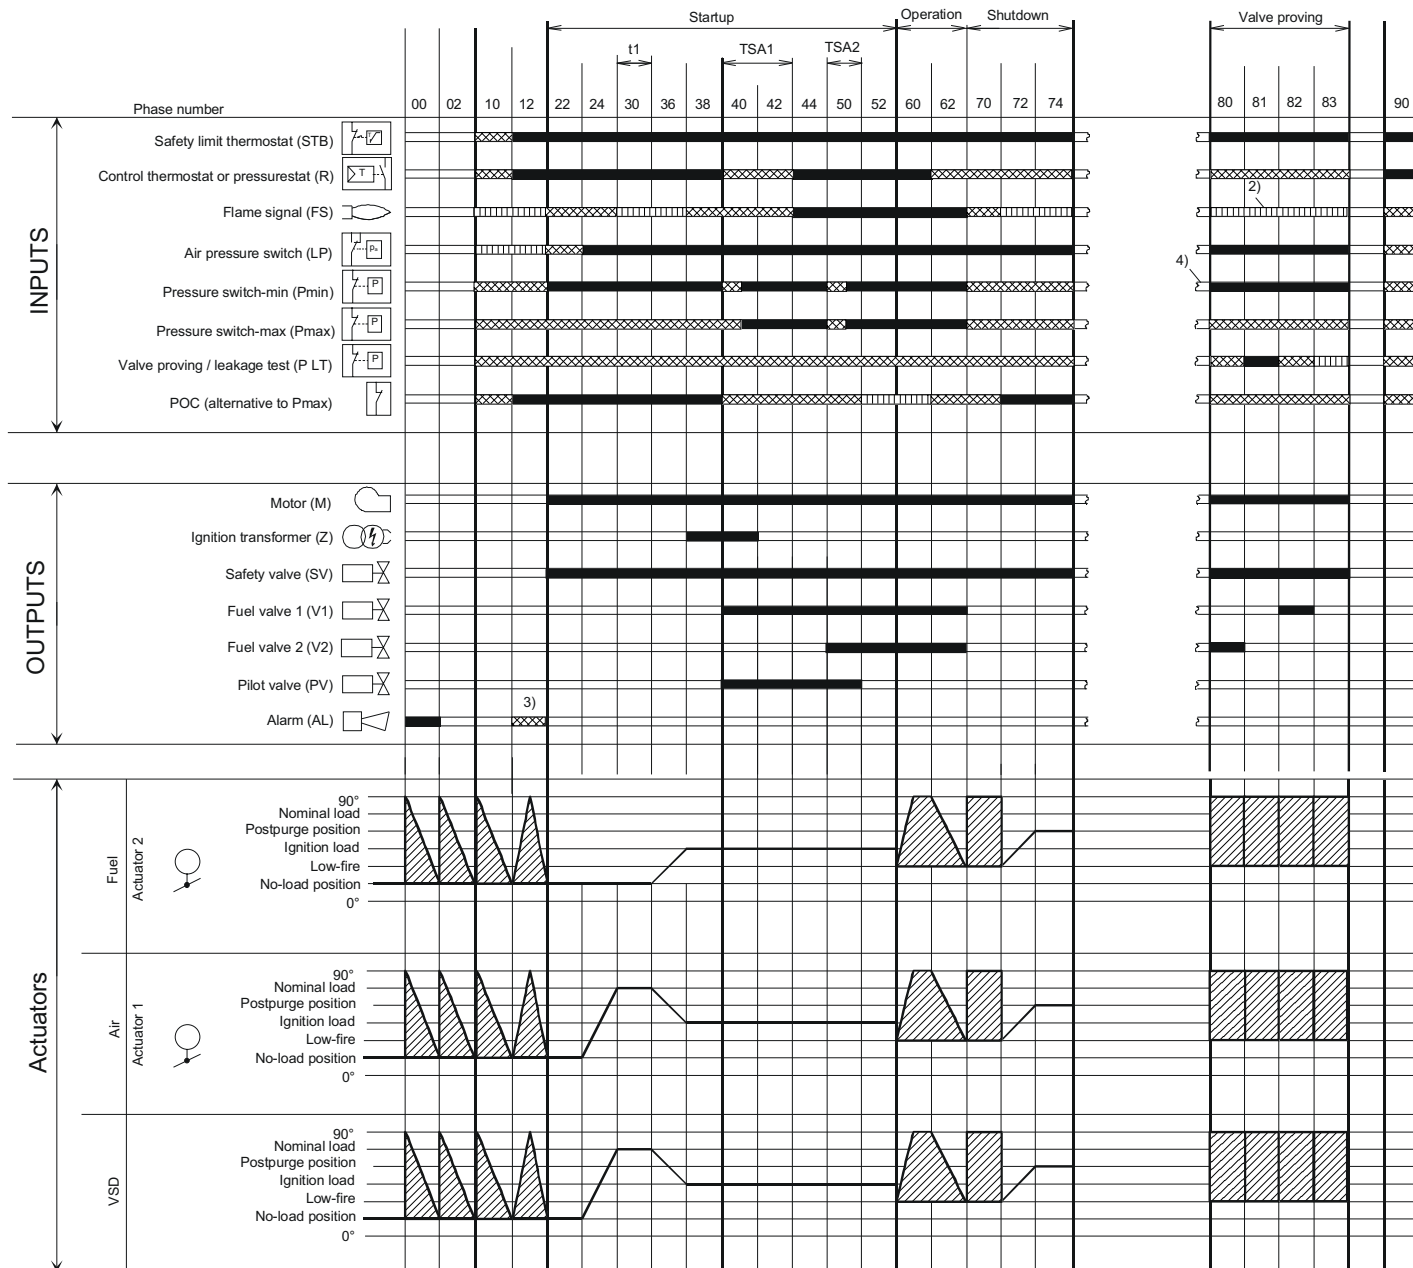 Startup Operation Shutdown Valve proving
t1 TSA1 TSA2
Phase number 00 02 10 12 22 24 30 36 38 40 42 44 50 52 60 62 70 72 74 80 81 82 83 90
INPUTS
Safety limit thermostat (STB)
Control thermostat or pressurestat (R) T
2)
Flame signal (FS)
Air pressure switch (LP)
4)
Pressure switch-min (Pmin) P
Pressure switch-max (Pmax) P
Valve proving / leakage test (P LT) P
POC (alternative to Pmax)
OUTPUTS
Motor (M)
Ignition transformer (Z)
Safety valve (SV)
Fuel valve 1 (V1)
Fuel valve 2 (V2)
Pilot valve (PV)
3)
Alarm (AL)
Actuators
Fuel
Actuator 2
90°
Nominal load
Postpurge position
Ignition load
Low-fire
No-load position
0°
Air
Actuator 1
90°
Nominal load
Postpurge position
Ignition load
Low-fire
No-load position
0°
VSD
90°
Nominal load
Postpurge position
Ignition load
Low-fire
No-load position
0°